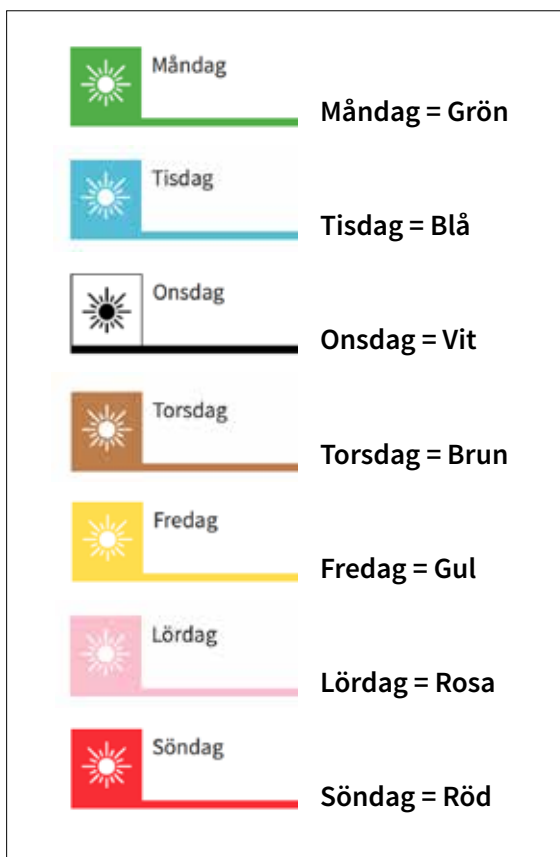 Måndag
Måndag = Grön
Tisdag
Tisdag = Blå
Onsdag
Onsdag = Vit
Torsdag
Torsdag = Brun
Fredag
Fredag = Gul
Lördag
Lördag = Rosa
Söndag
Söndag = Röd